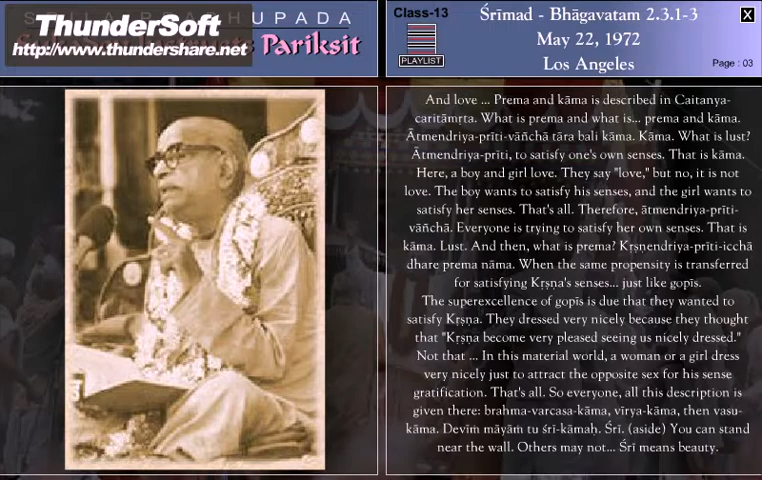 SRILA PRABHUPADA
ThunderSoft
http://www.thundershare.net
Pariksit
Class-13
PLAYLIST
Śrīmad - Bhāgavatam 2.3.1-3
May 22, 1972
Los Angeles
X
Page : 03
And love ... Prema and kāma is described in Caitanya-
caritāmṛta. What is prema and what is... prema and kāma.
Ātmendriya-prīti-vāñchā tāra bali kāma. Kāma. What is lust?
Ātmendriya-prīti, to satisfy one's own senses. That is kāma.
Here, a boy and girl love. They say "love," but no, it is not
love. The boy wants to satisfy his senses, and the girl wants to
satisfy her senses. That's all. Therefore, ātmendriya-prīti-
vāñchā. Everyone is trying to satisfy her own senses. That is
kāma. Lust. And then, what is prema? Kṛṣṇendriya-prīti-icchā
dhare prema nāma. When the same propensity is transferred
for satisfying Kṛṣṇa's senses... just like gopīs.
The superexcellence of gopīs is due that they wanted to
satisfy Kṛṣṇa. They dressed very nicely because they thought
that "Kṛṣṇa become very pleased seeing us nicely dressed."
Not that ... In this material world, a woman or a girl dress
very nicely just to attract the opposite sex for his sense
gratification. That's all. So everyone, all this description is
given there: brahma-varcasa-kāma, vīrya-kāma, then vasu-
kāma. Devīṁ māyāṁ tu śrī-kāmaḥ. Śrī. (aside) You can stand
near the wall. Others may not... Śrī means beauty.